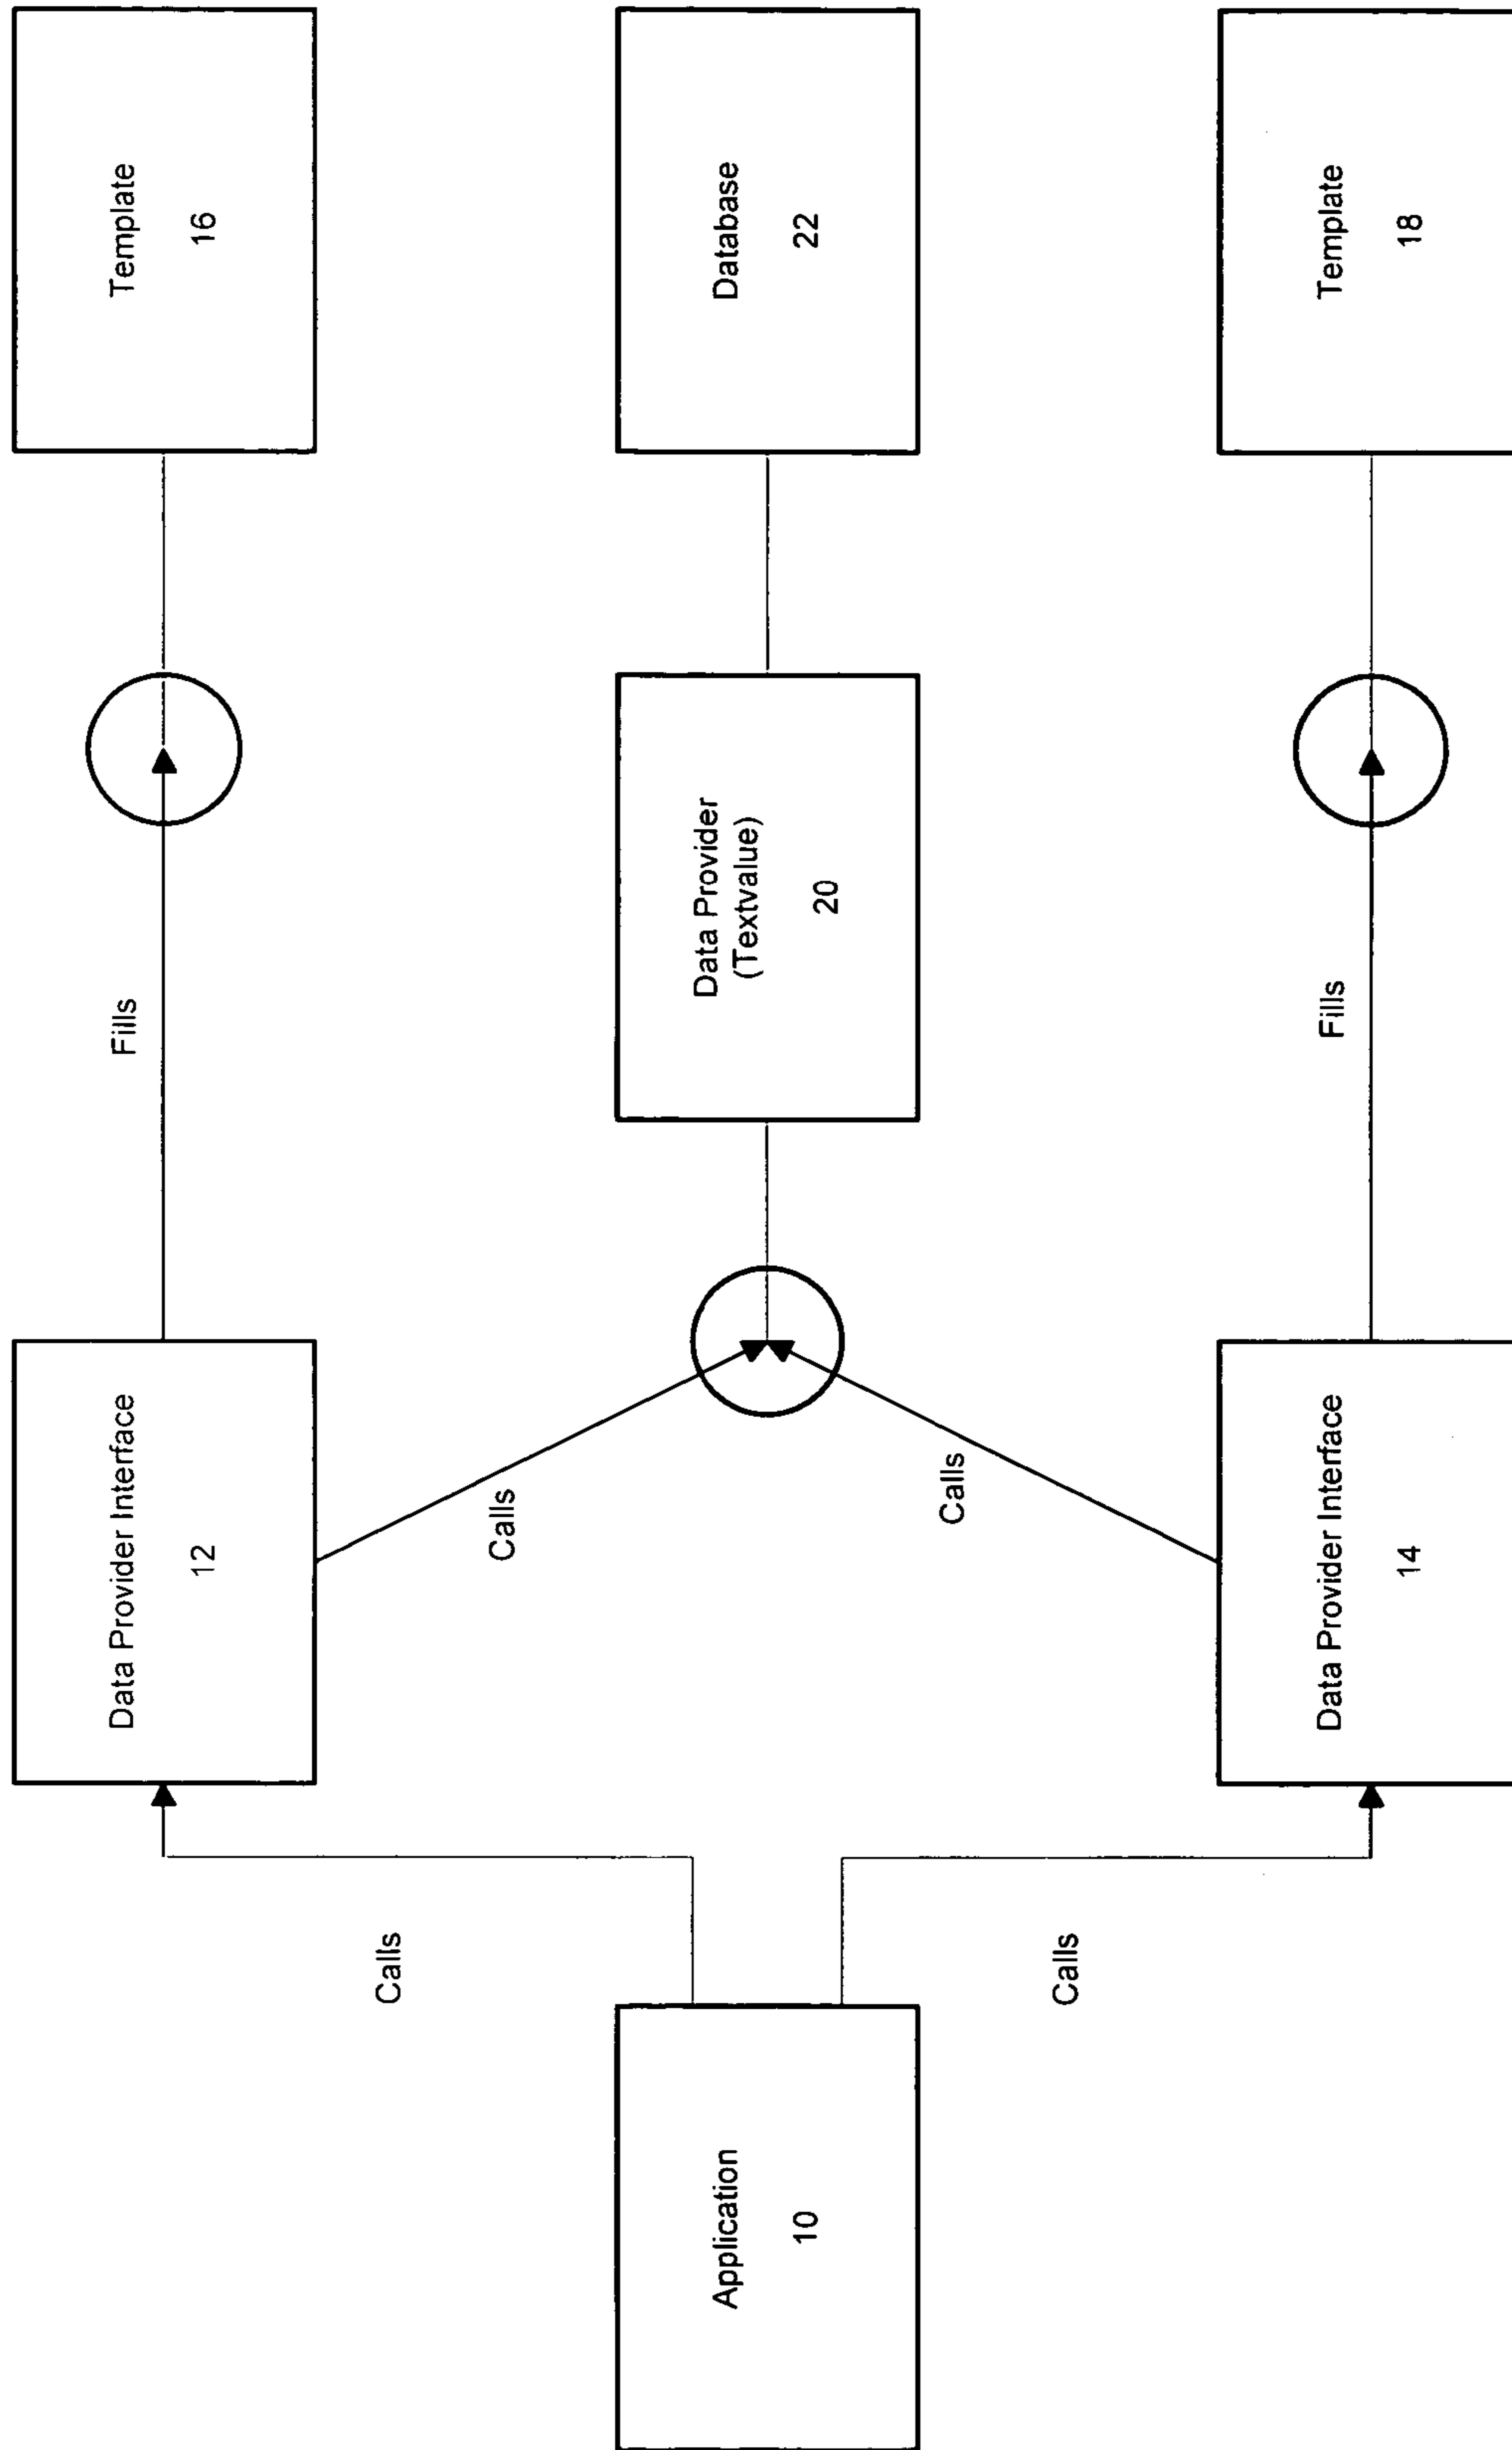 Template
16
Data Provider Interface
12
Fills
Calls
Calls
Application
10
Data Provider
(Textvalue)
20
Database
22
Calls
Calls
Data Provider Interface
14
Fills
Template
18